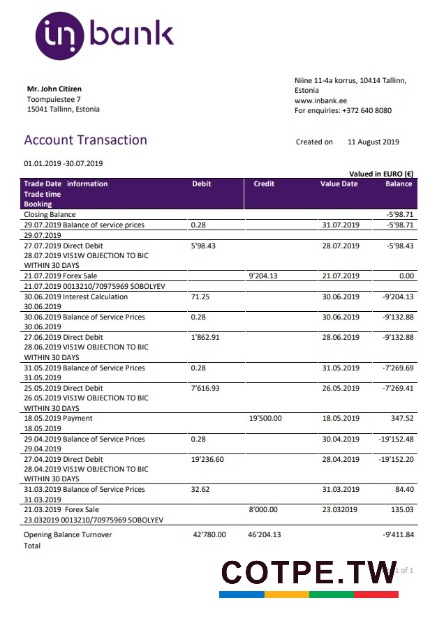 inbank
Mr. John Citizen
Toompuiestee 7
15041 Tallinn, Estonia
Niine 11-4a korrus, 10414 Tallinn,
Estonia
www.inbank.ee
For enquiries: +372 640 8080
Account Transaction
Created on 11 August 2019
01.01.2019 -30.07.2019
Valued in EURO (€)
Trade Date information Debit Credit Value Date Balance
Trade time
Booking
Closing Balance -5'98.71
29.07.2019 Balance of service prices 0.28 31.07.2019 -5'98.71
29.07.2019
27.07.2019 Direct Debit 5'98.43 28.07.2019 -5'98.43
28.07.2019 VIS1W OBJECTION TO BIC
WITHIN 30 DAYS
21.07.2019 Forex Sale 9'204.13 21.07.2019 0.00
21.07.2019 0013210/70975969 SOBOLYEV
30.06.2019 Interest Calculation 71.25 30.06.2019 -9'204.13
30.06.2019
30.06.2019 Balance of Service Prices 0.28 30.06.2019 -9'132.88
30.06.2019
27.06.2019 Direct Debit 1'862.91 28.06.2019 -9'132.88
28.06.2019 VIS1W OBJECTION TO BIC
WITHIN 30 DAYS
31.05.2019 Balance of Service Prices 0.28 31.05.2019 -7'269.69
31.05.2019
25.05.2019 Direct Debit 7'616.93 26.05.2019 -7'269.41
26.05.2019 VIS1W OBJECTION TO BIC
WITHIN 30 DAYS
18.05.2019 Payment 19'500.00 18.05.2019 347.52
18.05.2019
29.04.2019 Balance of Service Prices 0.28 30.04.2019 -19'152.48
29.04.2019
27.04.2019 Direct Debit 19'236.60 28.04.2019 -19'152.20
28.04.2019 VIS1W OBJECTION TO BIC
WITHIN 30 DAYS
31.03.2019 Balance of Service Prices 32.62 31.03.2019 84.40
31.03.2019
21.03.2019 Forex Sale 8'000.00 23.032019 135.03
23.032019 0013210/70975969 SOBOLYEV
Opening Balance Turnover 42'780.00 46'204.13 -9'411.84
Total
1 of 1
COTPE.TW